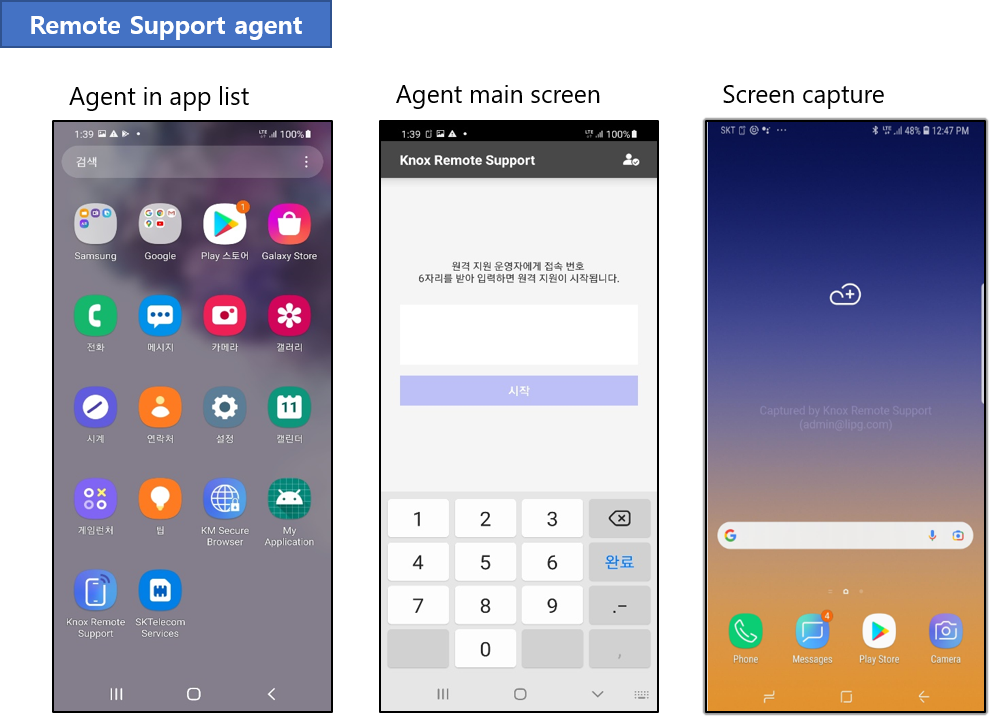 Remote Support agent
Agent in app list
Agent main screen
Screen capture
1:39
LTE
100%
검색
1
Samsung
Google
Play 스토어
Galaxy Store
전화
메시지
카메라
갤러리
시계
연락처
설정
11
캘린더
게임런처
팁
KM Secure
Browser
My
Application
Knox Remote
Support
SKTelecom
Services
1:39
LTE
100%
Knox Remote Support
원격 지원 운영자에게 접속 번호
6자리를 받아 입력하면 원격 지원이 시작됩니다.
시작
1 2 3
4 5 6 완료
7 8 9 .-
0 ,
SKT
LTE
48%
12:47 PM
Captured by Knox Remote Support
4
Phone
Messages
Play Store
Camera